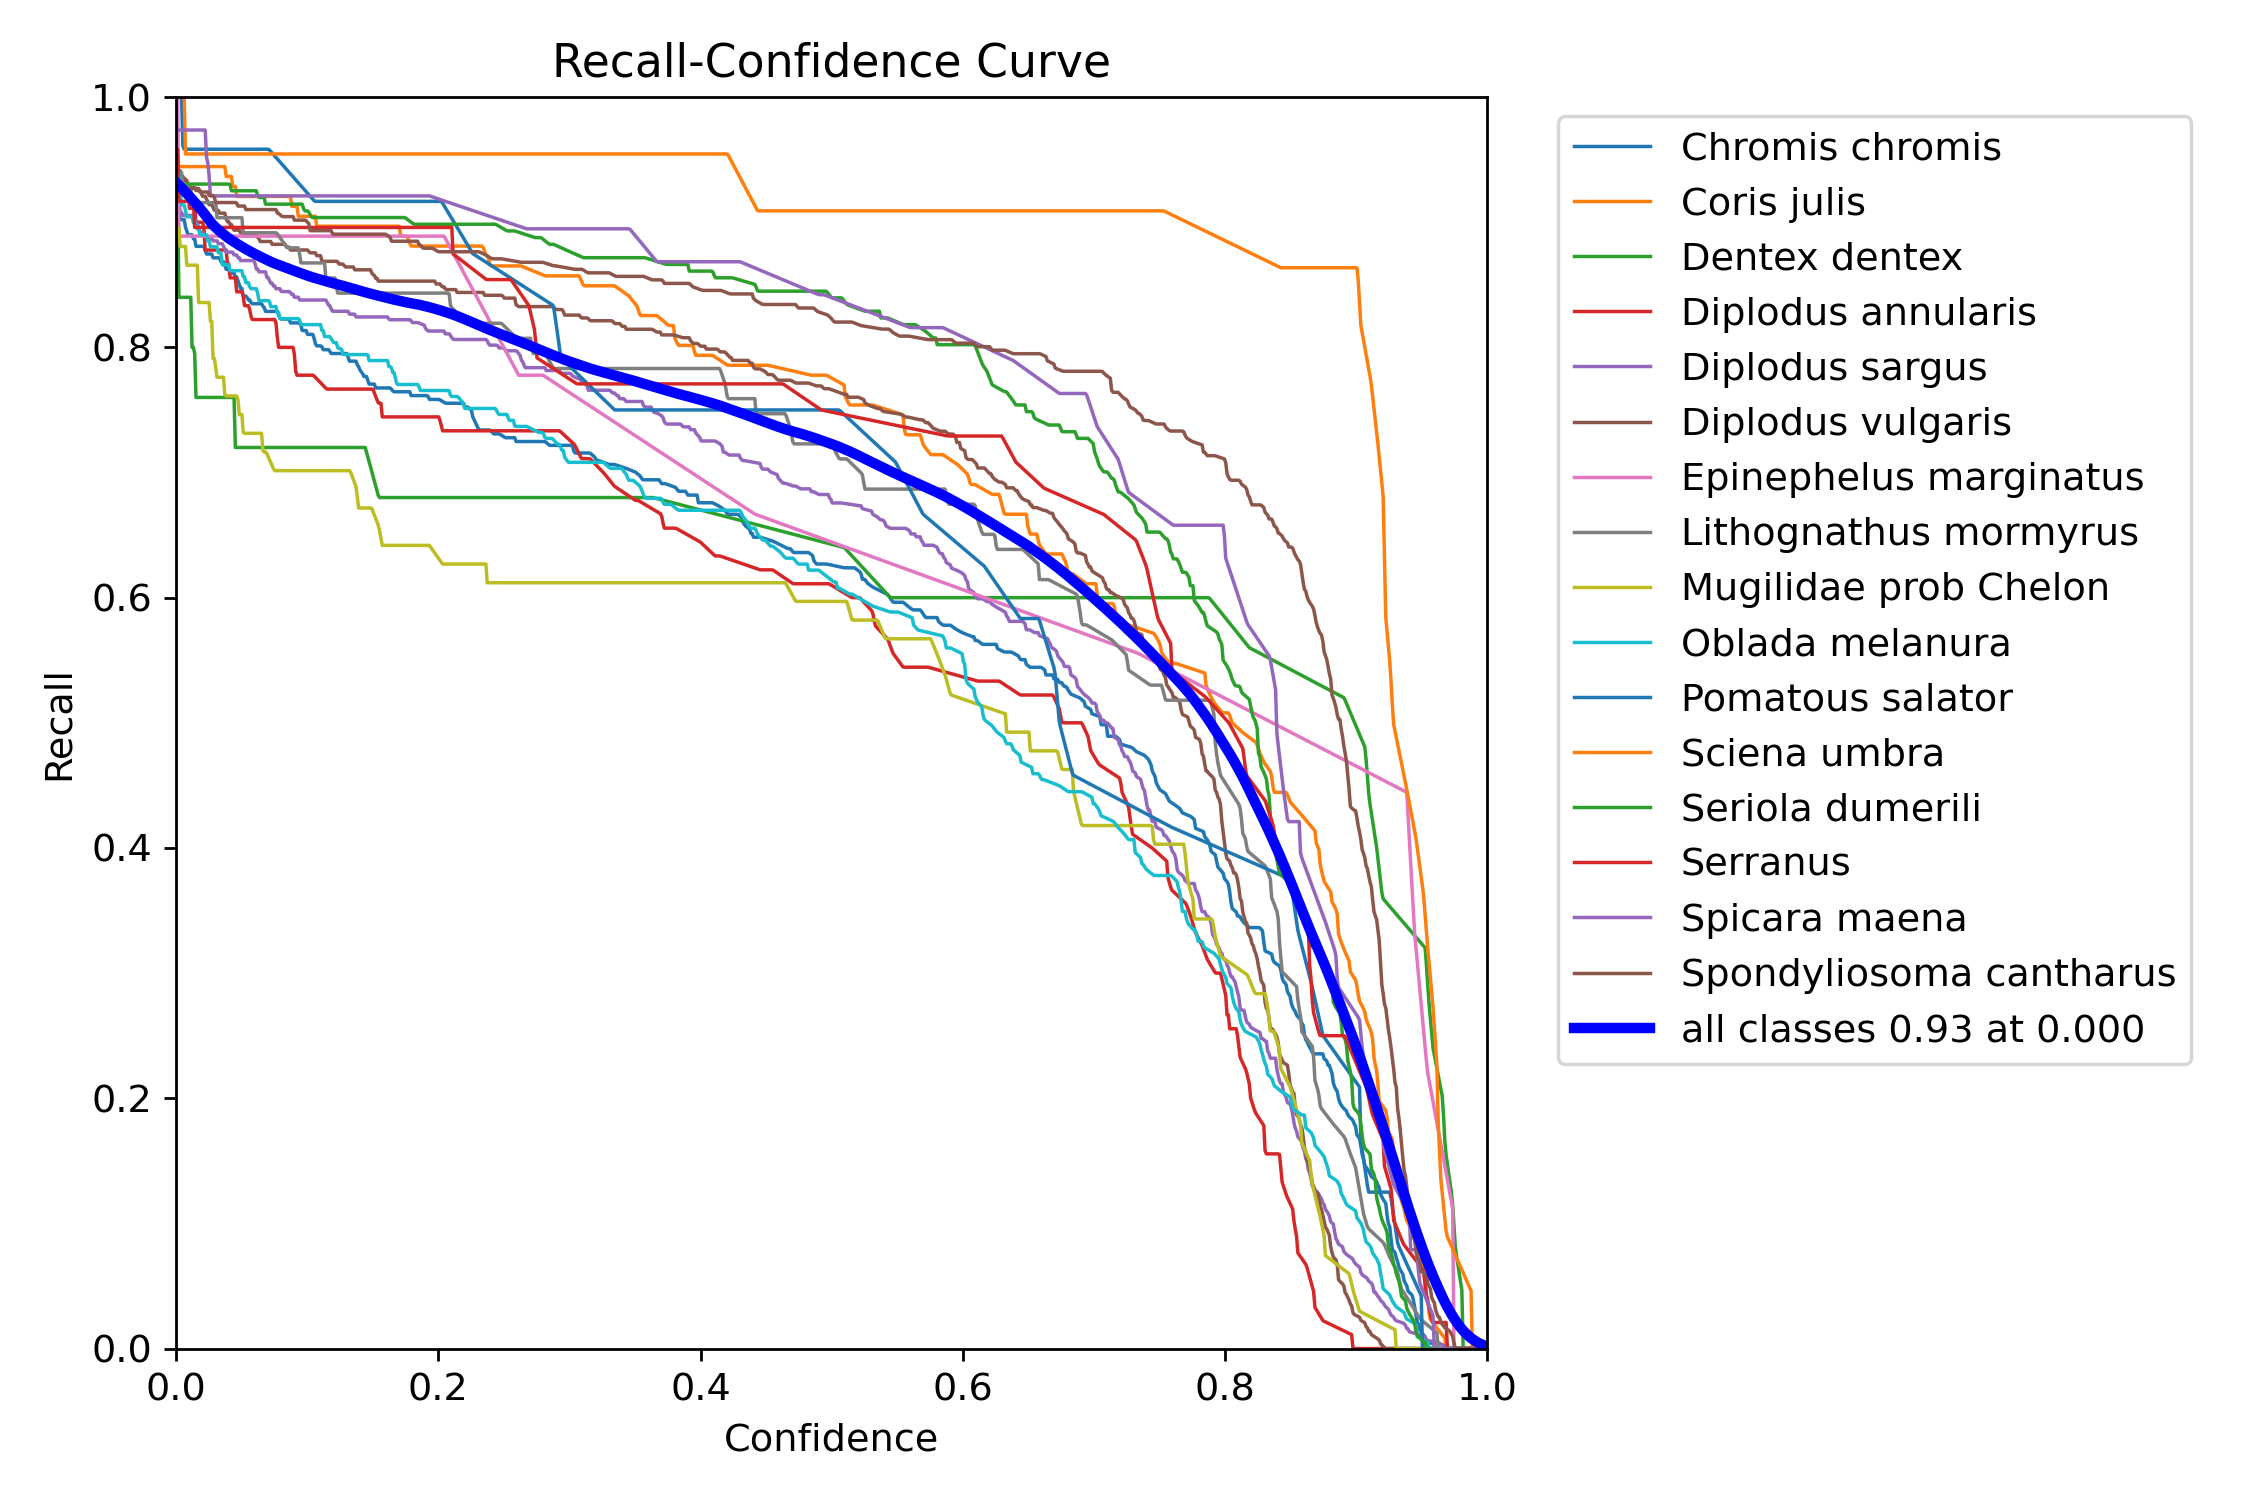 Recall-Confidence Curve
1.0
0.8
0.6
0.4
0.2
0.0
Recall
0.0 0.2 0.4 0.6 0.8 1.0
Confidence
Chromis chromis
Coris julis
Dentex dentex
Diplodus annularis
Diplodus sargus
Diplodus vulgaris
Epinephelus marginatus
Lithognathus mormyrus
Mugilidae prob Chelon
Oblada melanura
Pomatous salator
Sciena umbra
Seriola dumerili
Serranus
Spicara maena
Spondyliosoma cantharus
all classes 0.93 at 0.000